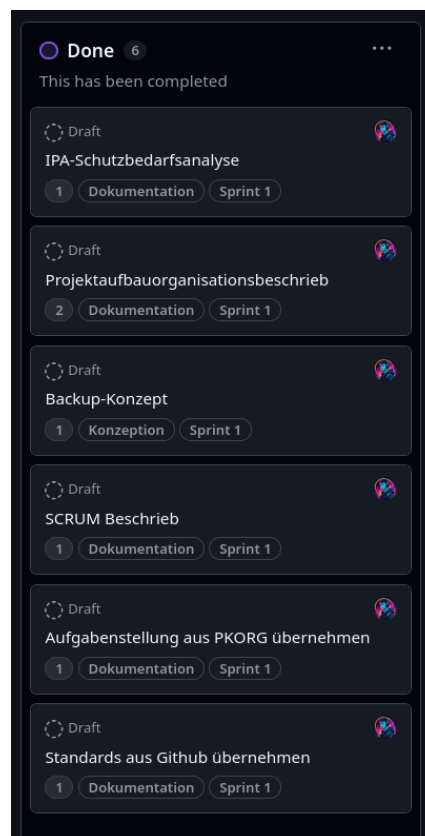 Done 6
This has been completed
Draft
IPA-Schutzbedarfsanalyse
1 Dokumentation Sprint 1
Draft
Projektaufbauorganisationsbeschrieb
2 Dokumentation Sprint 1
Draft
Backup-Konzept
1 Konzeption Sprint 1
Draft
SCRUM Beschrieb
1 Dokumentation Sprint 1
Draft
Aufgabenstellung aus PKORG übernehmen
1 Dokumentation Sprint 1
Draft
Standards aus Github übernehmen
1 Dokumentation Sprint 1